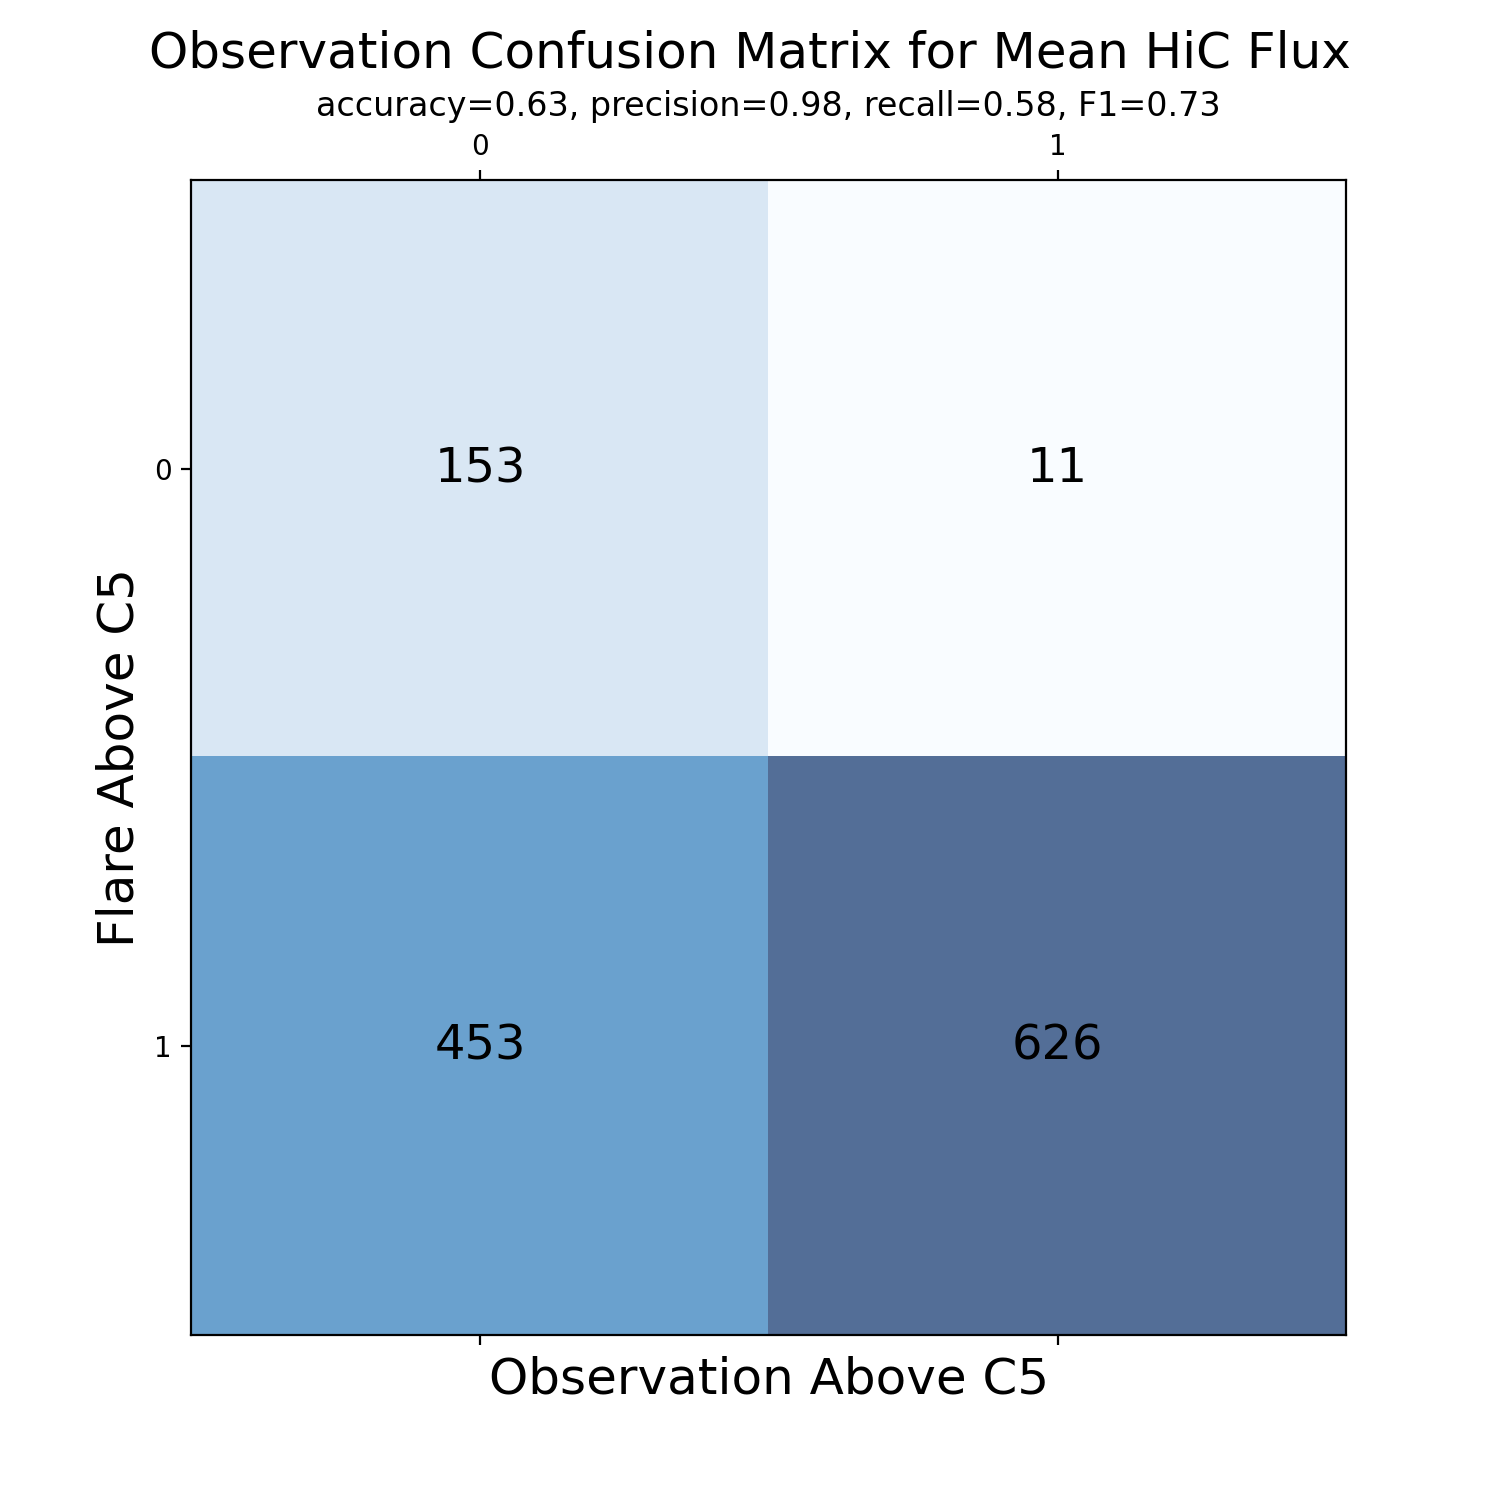 Observation Confusion Matrix for Mean HiC Flux
accuracy=0.63, precision=0.98, recall=0.58, F1=0.73
0 1
0 153 11
Flare Above C5
1 453 626
Observation Above C5